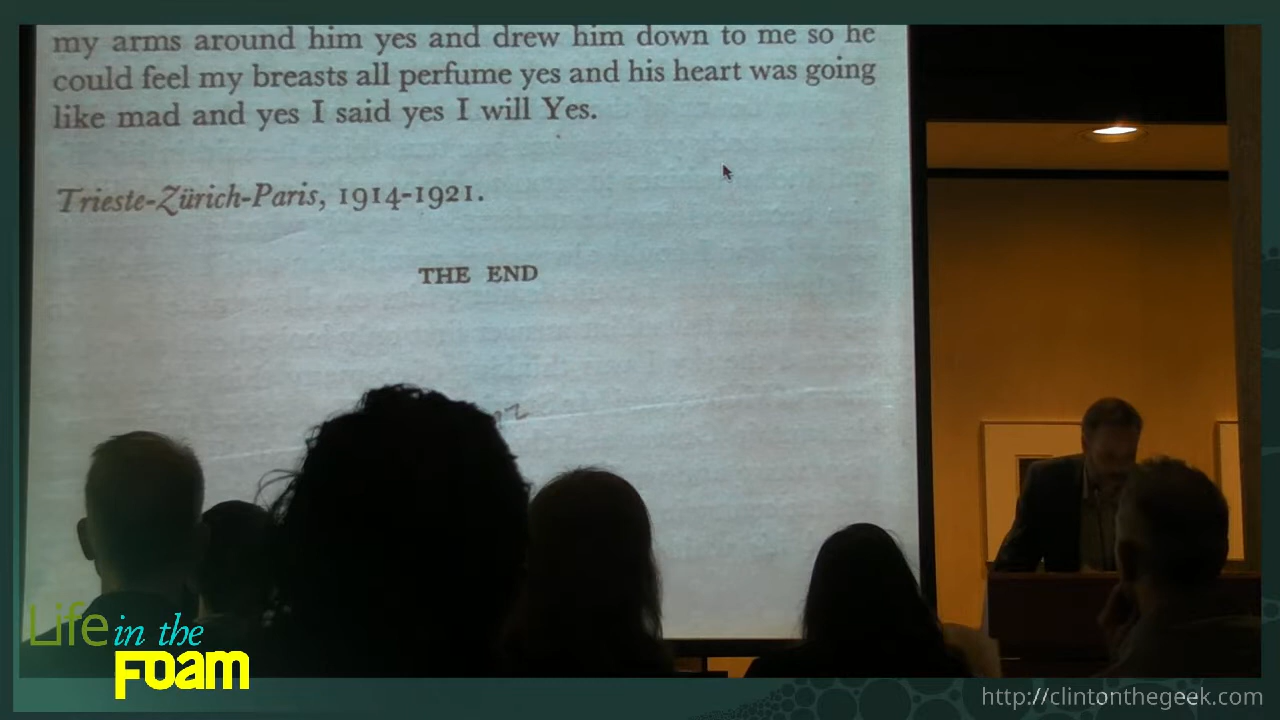 my arms around him yes and drew him down to me so he
could feel my breasts all perfume yes and his heart was going
like mad and yes I said yes I will Yes.
Trieste-Zürich-Paris, 1914-1921.
THE END
Life in the
FOAM
http://clintonthegeek.com